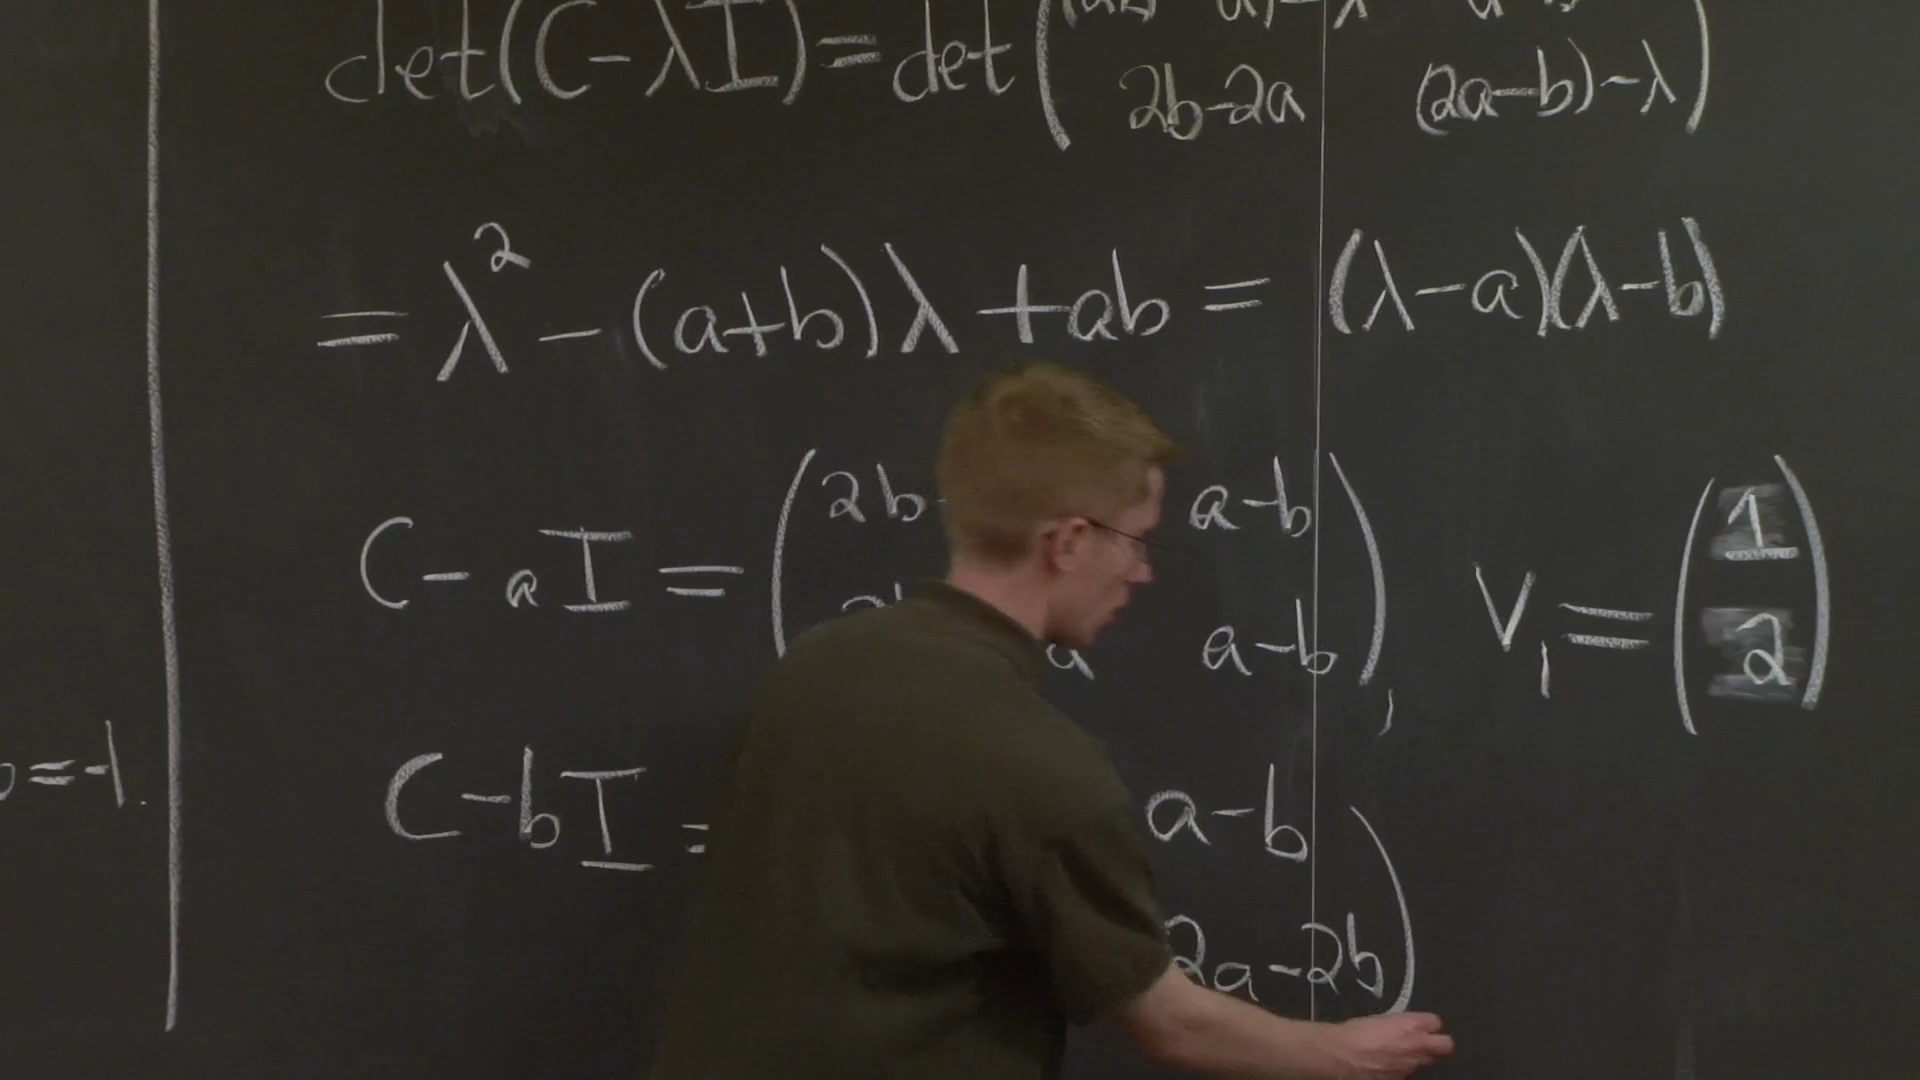 det(C-λI)=det(
2b-2a (2a-b)-λ)
= λ² - (a+b)λ + ab = (λ-a)(λ-b)
C - aI = (2b- a-b
a-b), V₁ = (1
2)
=-1.
C-bI = a-b
2a-2b)